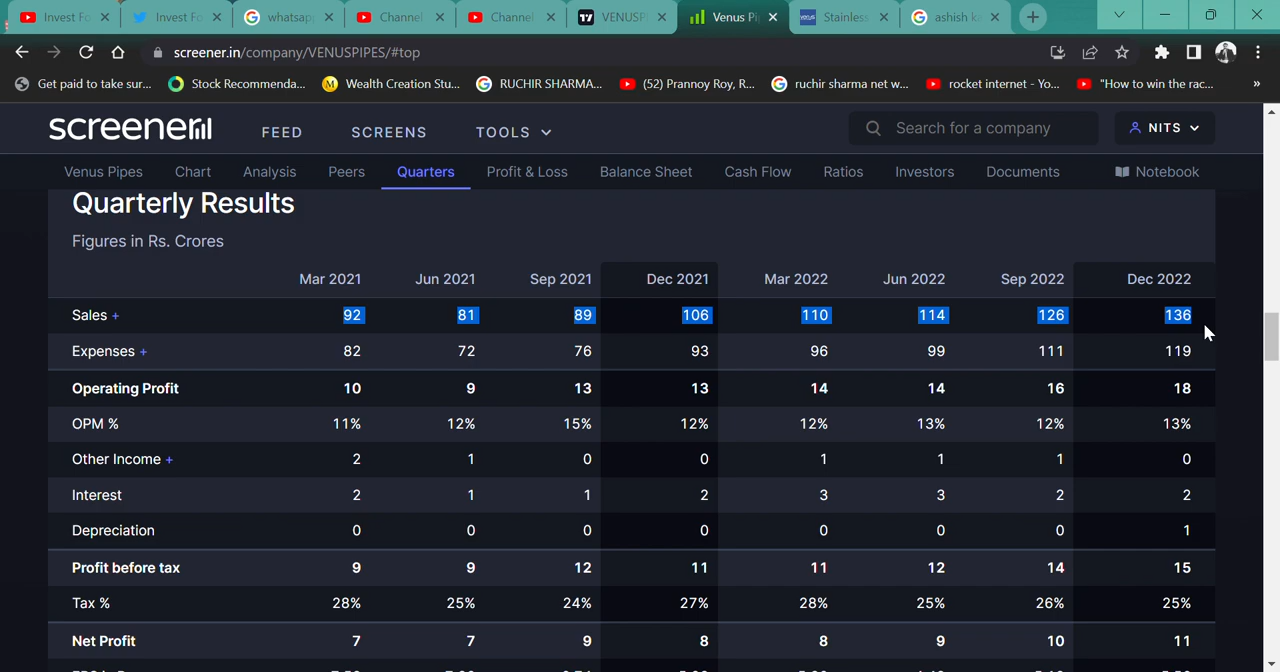 Invest Fo
Invest Fo
whatsap
Channel
Channel
VENUSP
Venus Pi
Stainless
ashish k
screener.in/company/VENUSPIPES/#top
Get paid to take sur...
Stock Recommenda...
Wealth Creation Stu...
RUCHIR SHARMA...
(52) Prannoy Roy, R...
ruchir sharma net w...
rocket internet - Yo...
"How to win the rac...
»
screener
FEED
SCREENS
TOOLS
Search for a company
NITS
Venus Pipes Chart Analysis Peers Quarters Profit & Loss Balance Sheet Cash Flow Ratios Investors Documents Notebook
Quarterly Results
Figures in Rs. Crores
Mar 2021 Jun 2021 Sep 2021 Dec 2021 Mar 2022 Jun 2022 Sep 2022 Dec 2022
Sales + 92 81 89 106 110 114 126 136
Expenses + 82 72 76 93 96 99 111 119
Operating Profit 10 9 13 13 14 14 16 18
OPM % 11% 12% 15% 12% 12% 13% 12% 13%
Other Income + 2 1 0 0 1 1 1 0
Interest 2 1 1 2 3 3 2 2
Depreciation 0 0 0 0 0 0 0 1
Profit before tax 9 9 12 11 11 12 14 15
Tax % 28% 25% 24% 27% 28% 25% 26% 25%
Net Profit 7 7 9 8 8 9 10 11